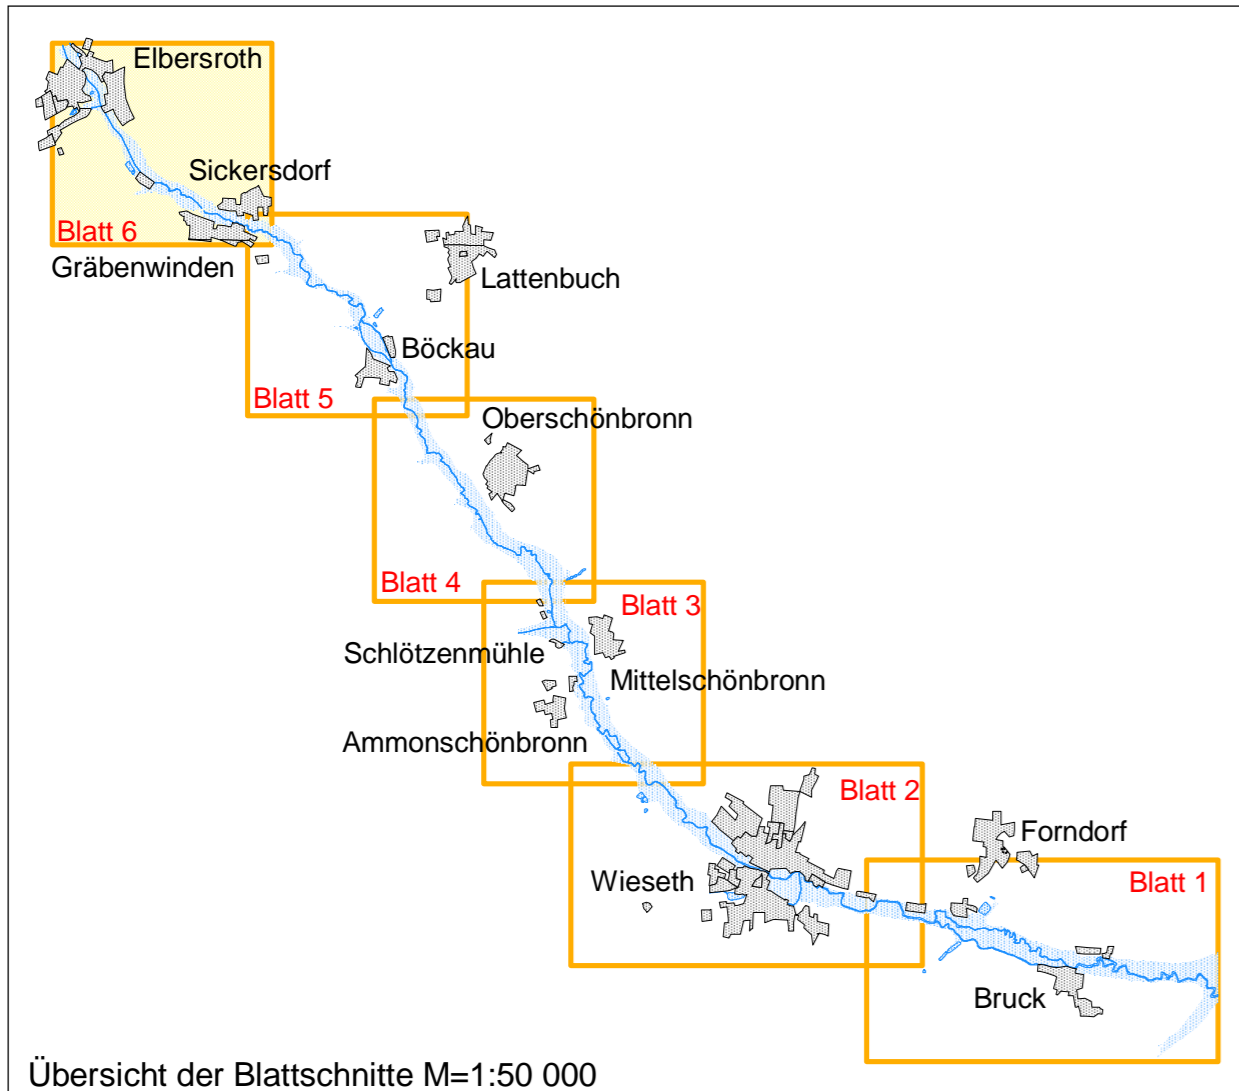 Elbersroth
Sickersdorf
Blatt 6
Gräbenwinden
Lattenbuch
Böckau
Blatt 5
Oberschönbronn
Blatt 4
Blatt 3
Schlötzenmühle
Mittelschönbronn
Ammonschönbronn
Blatt 2
Forndorf
Wieseth
Blatt 1
Bruck
Übersicht der Blattschnitte M=1:50 000